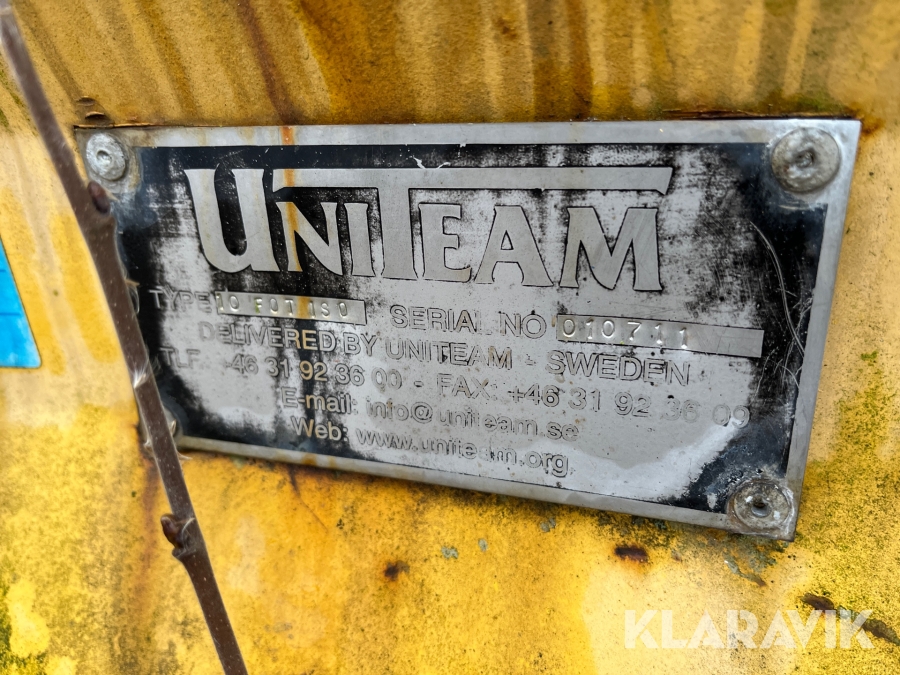 UNITEAM
TYPE 10 FOT ISO SERIAL NO 010711
DELIVERED BY UNITEAM - SWEDEN
TLF. +46 31 92 36 00 - FAX: +46 31 92 36 09
E-mail: info@uniteam.se
Web: www.uniteam.org
KLARAVIK